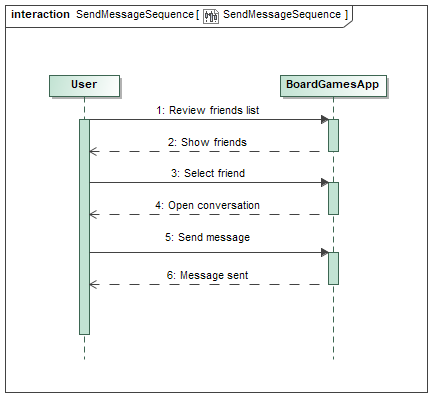 interaction SendMessageSequence [ SendMessageSequence ]
User
BoardGamesApp
1: Review friends list
2: Show friends
3: Select friend
4: Open conversation
5: Send message
6: Message sent